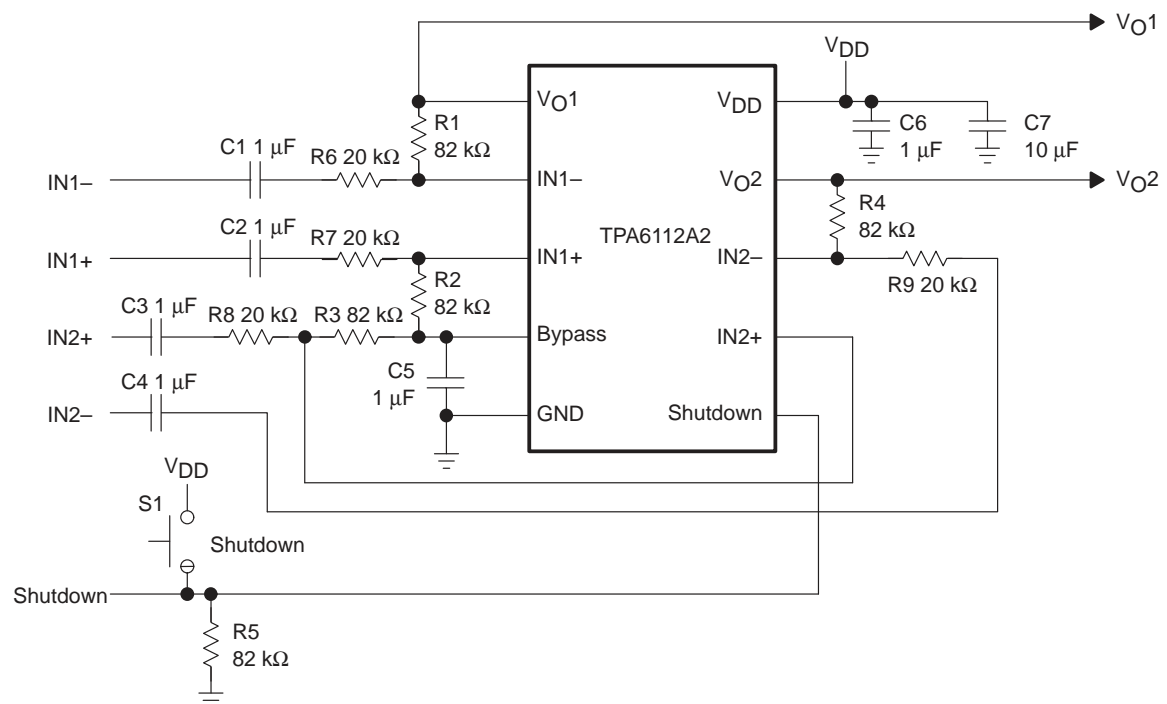 VO1
VDD
VO1
VDD
R1
82 kΩ
C6
1 μF
C7
10 μF
C1 1 μF
R6 20 kΩ
IN1–
IN1–
VO2
VO2
R4
82 kΩ
C2 1 μF
R7 20 kΩ
TPA6112A2
IN1+
IN1+
IN2–
R2
82 kΩ
R9 20 kΩ
C3 1 μF
R8 20 kΩ
R3 82 kΩ
IN2+
Bypass
IN2+
C5
1 μF
C4 1 μF
IN2–
GND
Shutdown
VDD
S1
Shutdown
Shutdown
R5
82 kΩ